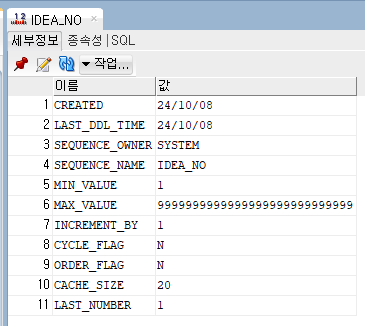 IDEA_NO
세부정보 종속성 SQL
작업...
이름 값
1 CREATED 24/10/08
2 LAST_DDL_TIME 24/10/08
3 SEQUENCE_OWNER SYSTEM
4 SEQUENCE_NAME IDEA_NO
5 MIN_VALUE 1
6 MAX_VALUE 9999999999999999999999999999
7 INCREMENT_BY 1
8 CYCLE_FLAG N
9 ORDER_FLAG N
10 CACHE_SIZE 20
11 LAST_NUMBER 1